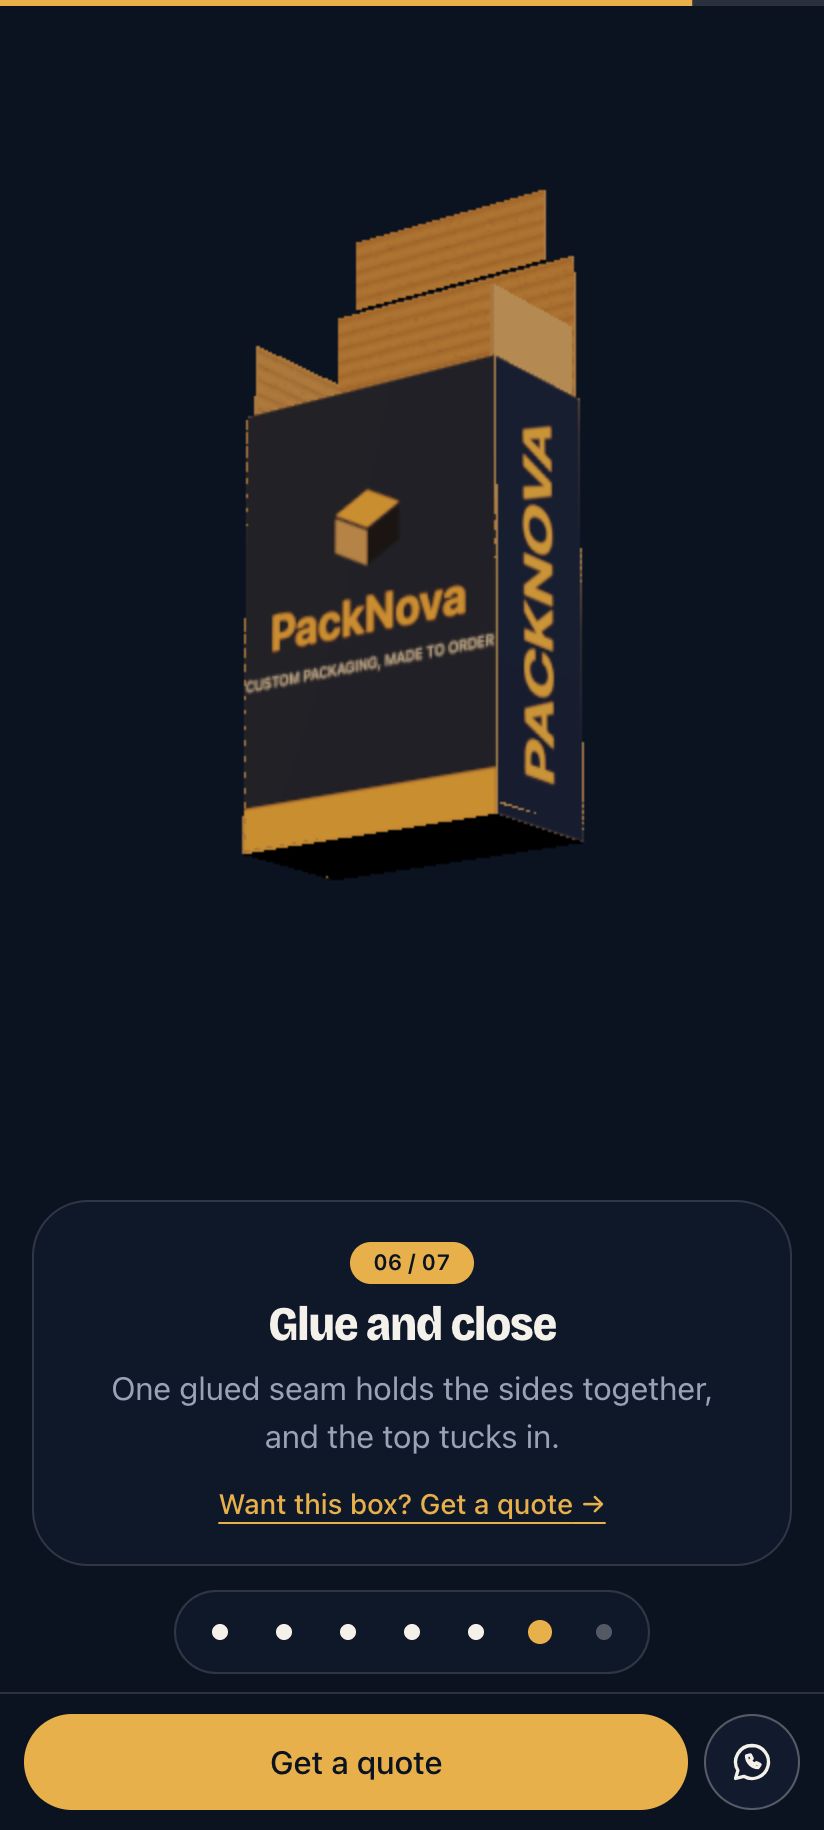 PackNova
CUSTOM PACKAGING, MADE TO ORDER
PACKNOVA
06 / 07
Glue and close
One glued seam holds the sides together,
and the top tucks in.
Want this box? Get a quote →
Get a quote